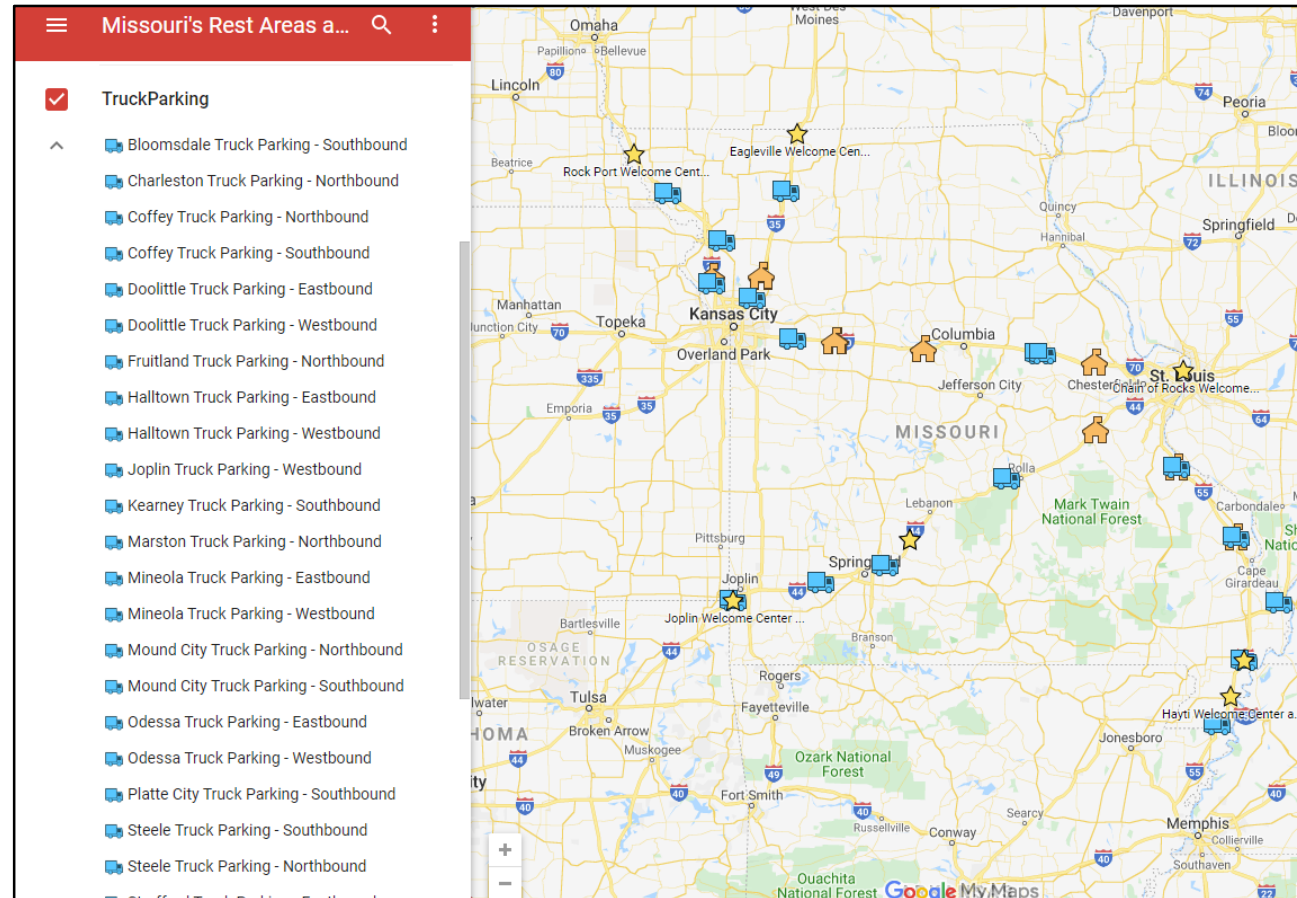 Missouri's Rest Areas a...
TruckParking
Bloomsdale Truck Parking - Southbound
Charleston Truck Parking - Northbound
Coffey Truck Parking - Northbound
Coffey Truck Parking - Southbound
Doolittle Truck Parking - Eastbound
Doolittle Truck Parking - Westbound
Fruitland Truck Parking - Northbound
Halltown Truck Parking - Eastbound
Halltown Truck Parking - Westbound
Joplin Truck Parking - Westbound
Kearney Truck Parking - Southbound
Marston Truck Parking - Northbound
Mineola Truck Parking - Eastbound
Mineola Truck Parking - Westbound
Mound City Truck Parking - Northbound
Mound City Truck Parking - Southbound
Odessa Truck Parking - Eastbound
Odessa Truck Parking - Westbound
Platte City Truck Parking - Southbound
Steele Truck Parking - Southbound
Steele Truck Parking - Northbound
Moines
Davenport
Omaha
Papillion
Bellevue
80
Lincoln
74
Peoria
Bloor
Eagleville Welcome Cen...
Beatrice
Rock Port Welcome Cent...
ILLINOIS
Quincy
35
Springfield
Hannibal
72
Manhattan
Junction City
70
Topeka
Kansas City
55
Overland Park
Columbia
70
St. Louis
Chain of Rocks Welcome...
335
Jefferson City
44
Emporia
35
35
64
MISSOURI
Rolla
55
Carbondale
Lebanon
Mark Twain
National Forest
Pittsburg
Cape
Girardeau
Joplin
44
Bartlesville
Joplin Welcome Center ...
OSAGE
RESERVATION
44
Branson
Rogers
Tulsa
Fayetteville
Hayti Welcome Center a.
Broken Arrow
Jonesboro
HOMA
44
Muskogee
Ozark National
Forest
49
55
40
Fort Smith
40
40
40
Searcy
Russellville
Conway
Memphis
Collierville
40
Southaven
Ouachita
National Forest
Google My Maps
22